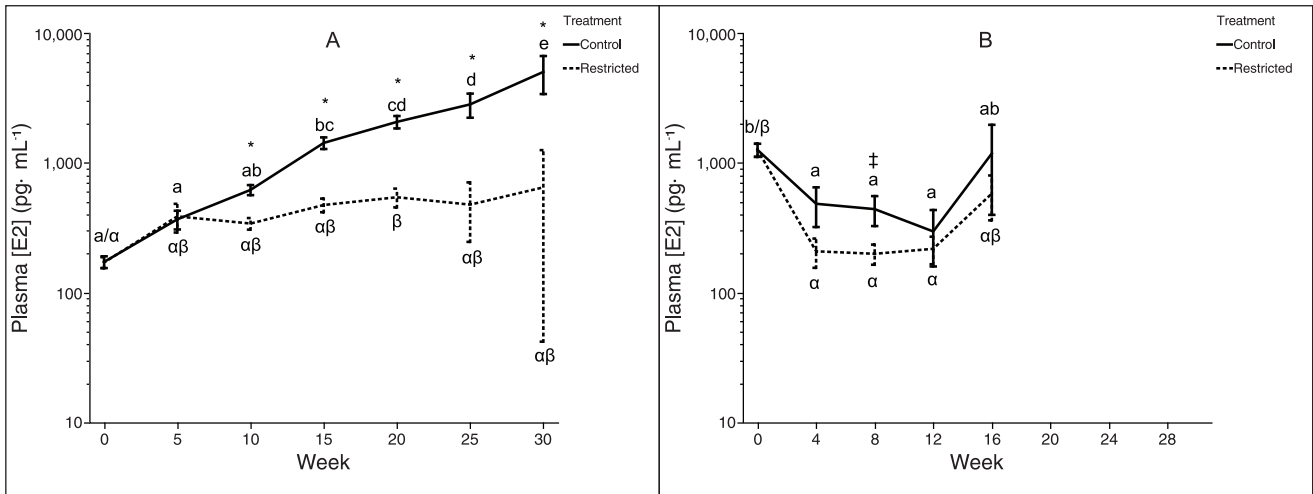 A
Treatment
Control
Restricted
Plasma [E2] (pg· mL-1)
10,000
1,000
100
10
a/α
a
αβ
*
ab
αβ
*
bc
αβ
*
cd
β
*
d
αβ
*
e
αβ
0 5 10 15 20 25 30
Week
B
Treatment
Control
Restricted
Plasma [E2] (pg· mL-1)
10,000
1,000
100
10
b/β
a
α
‡
a
α
a
α
ab
αβ
0 4 8 12 16 20 24 28
Week